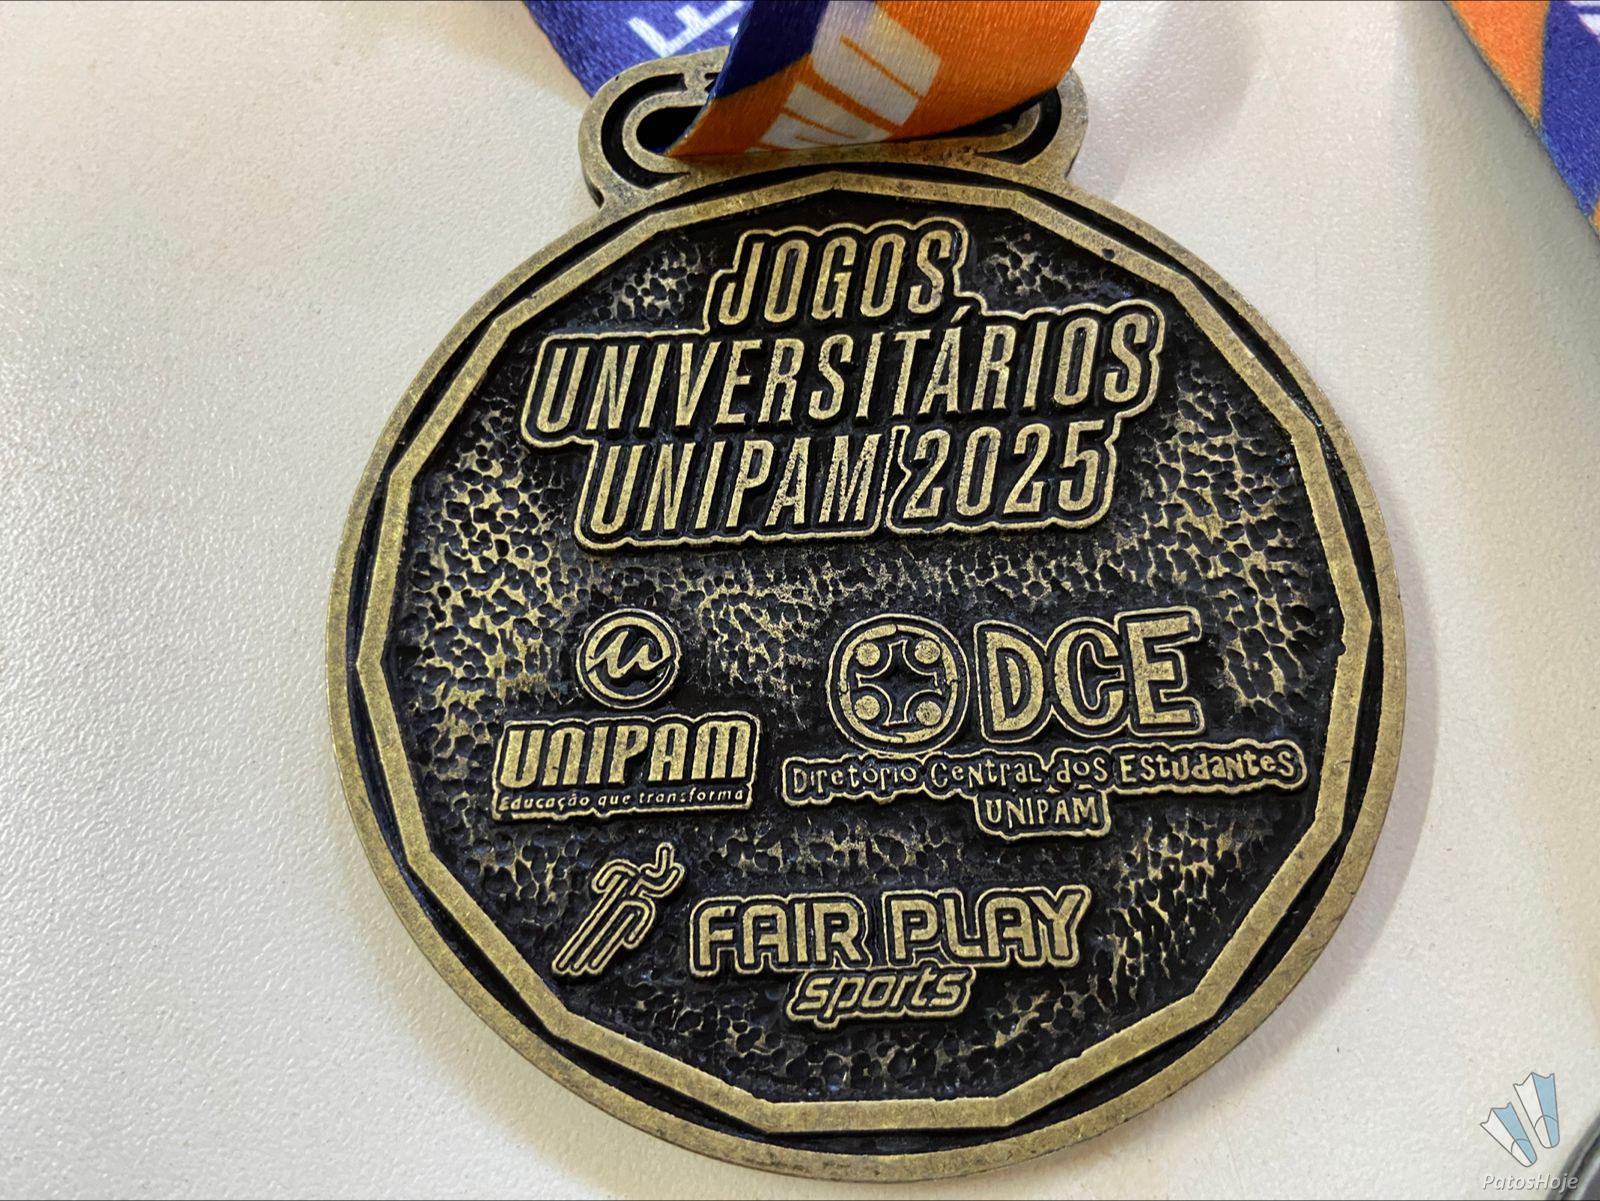 JOGOS
UNIVERSITÁRIOS
UNIPAM 2025
UNIPAM
Educação que transforma
DCE
Diretório Central dos Estudantes
UNIPAM
FAIR PLAY
sports
PatosHoje